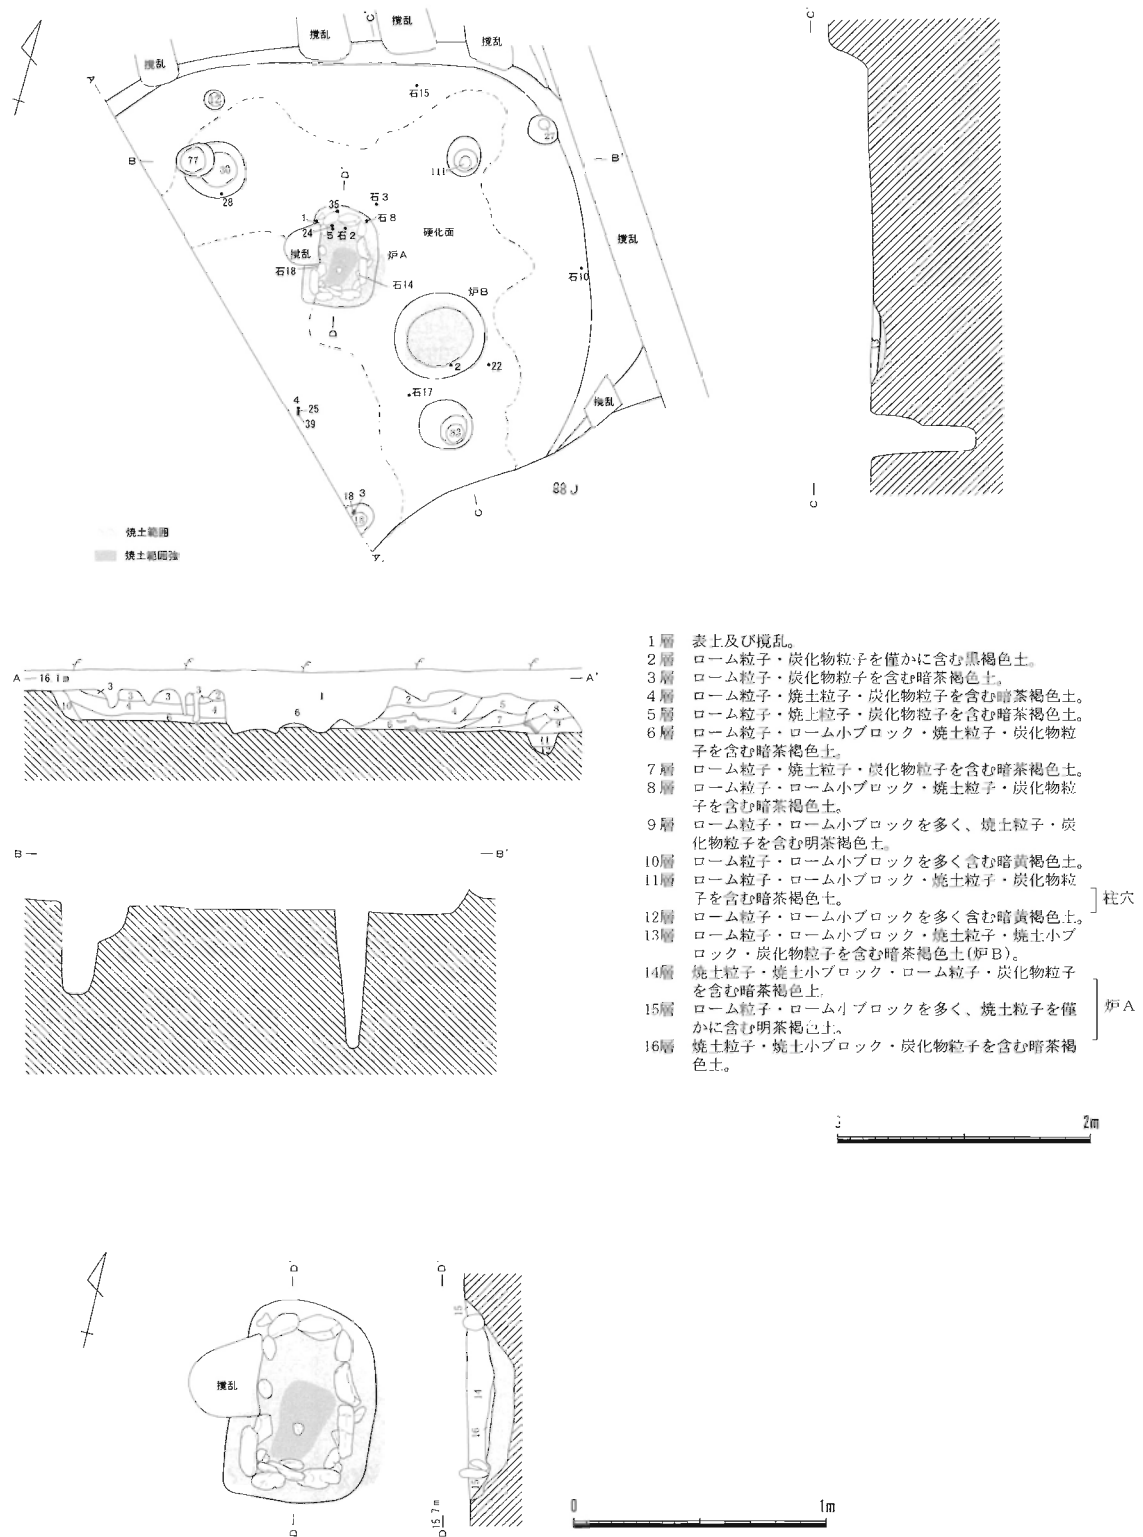 攪乱
攪乱
攪乱
攪乱
C'
C'
A
石15
27
B
77
30
B'
111
28
D'
35
石3
1
石8
24
5
石2
硬化面
攪乱
攪乱
炉A
石18
石10
石14
炉B
D
2
22
石17
4
25
攪乱
39
C
C
18
3
88J
A'
焼土範囲
焼土範囲強
A
16.1m
A'
3
3
3
3
2
1
2
5
10
4
4
4
8
6
6
6
7
9
11
B
B'
1層 表土及び攪乱。
2層 ローム粒子・炭化物粒子を僅かに含む黒褐色土。
3層 ローム粒子・炭化物粒子を含む暗茶褐色土。
4層 ローム粒子・焼土粒子・炭化物粒子を含む暗茶褐色土。
5層 ローム粒子・焼土粒子・炭化物粒子を含む暗茶褐色土。
6層 ローム粒子・ローム小ブロック・焼土粒子・炭化物粒
子を含む暗茶褐色土。
7層 ローム粒子・焼土粒子・炭化物粒子を含む暗茶褐色土。
8層 ローム粒子・ローム小ブロック・焼土粒子・炭化物粒
子を含む暗茶褐色土。
9層 ローム粒子・ローム小ブロックを多く、焼土粒子・炭
化物粒子を含む明茶褐色土。
10層 ローム粒子・ローム小ブロックを多く含む暗黄褐色土。
11層 ローム粒子・ローム小ブロック・焼土粒子・炭化物粒
子を含む暗茶褐色土。
柱穴
12層 ローム粒子・ローム小ブロックを多く含む暗黄褐色土。
13層 ローム粒子・ローム小ブロック・焼土粒子・焼土小ブ
ロック・炭化物粒子を含む暗茶褐色土(炉B)。
14層 焼土粒子・焼土小ブロック・ローム粒子・炭化物粒子
を含む暗茶褐色土。
炉A
15層 ローム粒子・ローム小ブロックを多く、焼土粒子を僅
かに含む明茶褐色土。
16層 焼土粒子・焼土小ブロック・炭化物粒子を含む暗茶褐
色土。
2m
D'
D'
15
攪乱
14
16
15
D
D 15.7m
0
1m